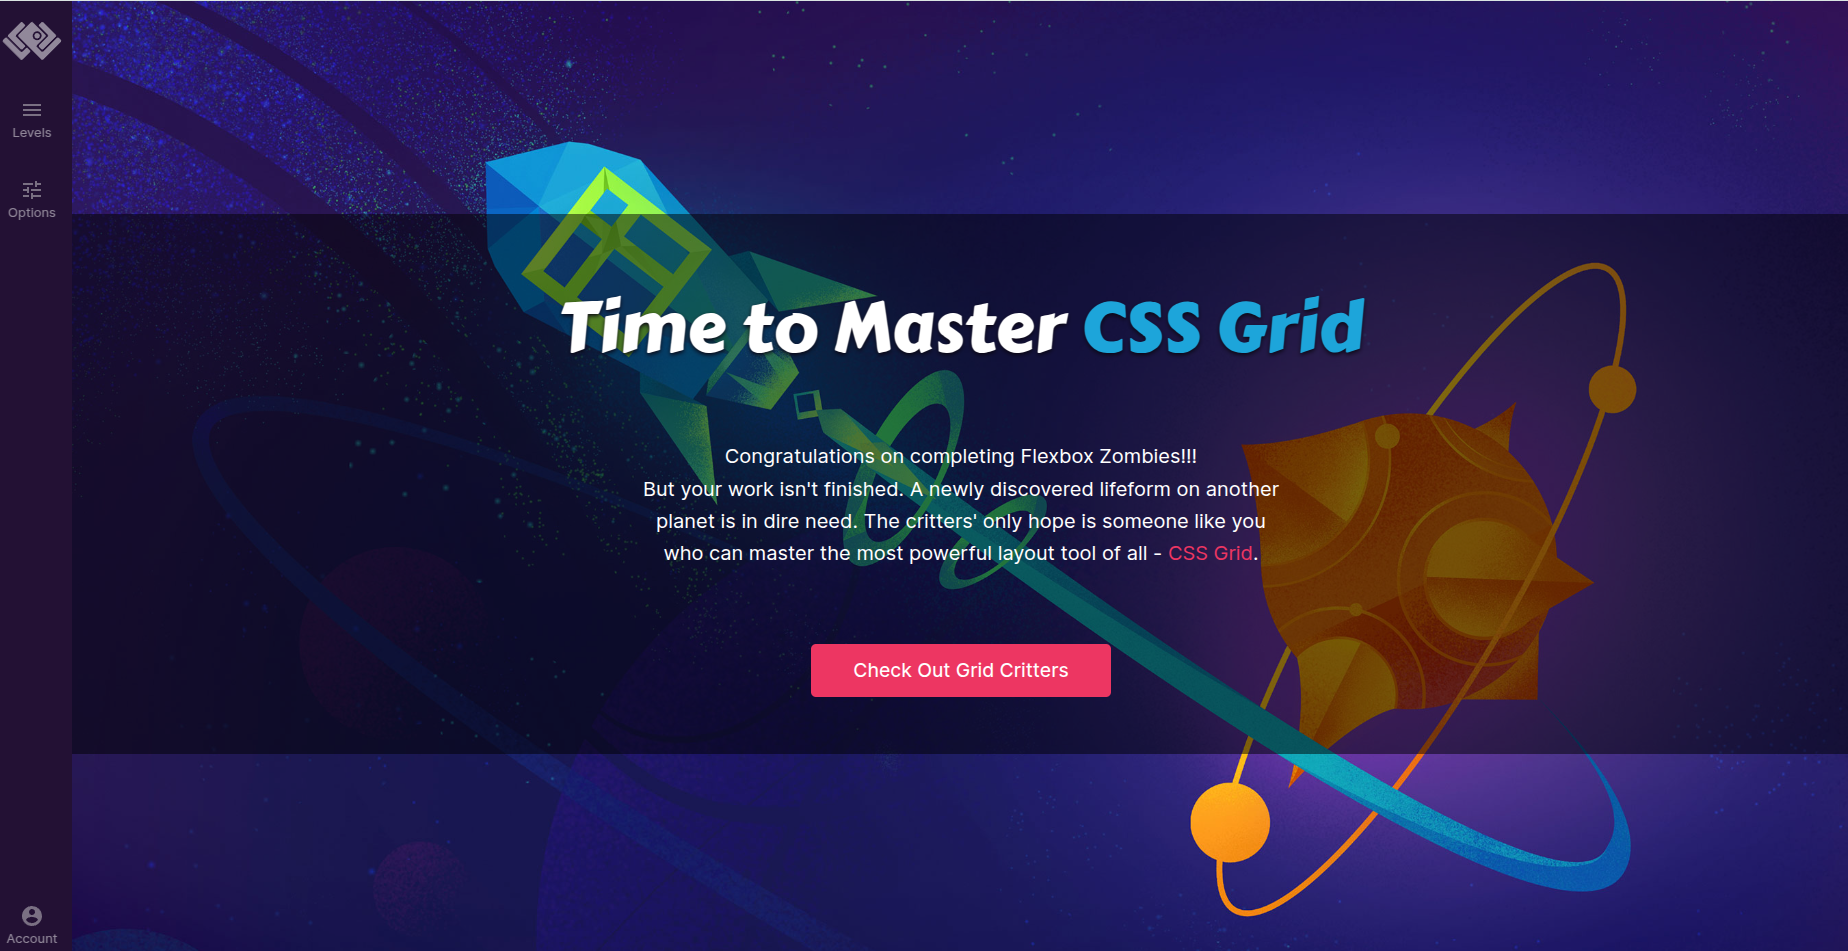 Levels
Options
Time to Master CSS Grid
Congratulations on completing Flexbox Zombies!!!
But your work isn't finished. A newly discovered lifeform on another
planet is in dire need. The critters' only hope is someone like you
who can master the most powerful layout tool of all - CSS Grid.
Check Out Grid Critters
Account